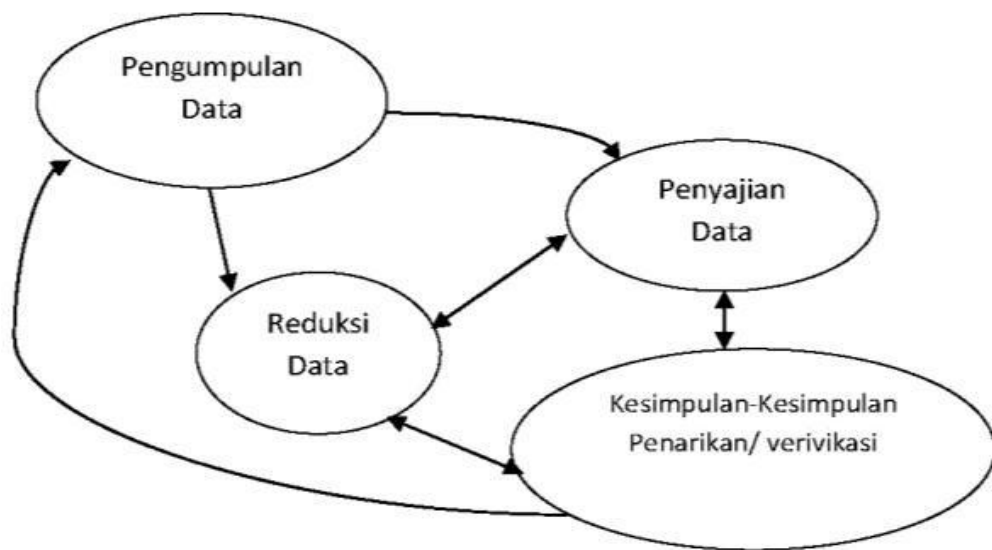 Pengumpulan
Data
Penyajian
Data
Reduksi
Data
Kesimpulan-Kesimpulan
Penarikan/ verivikasi